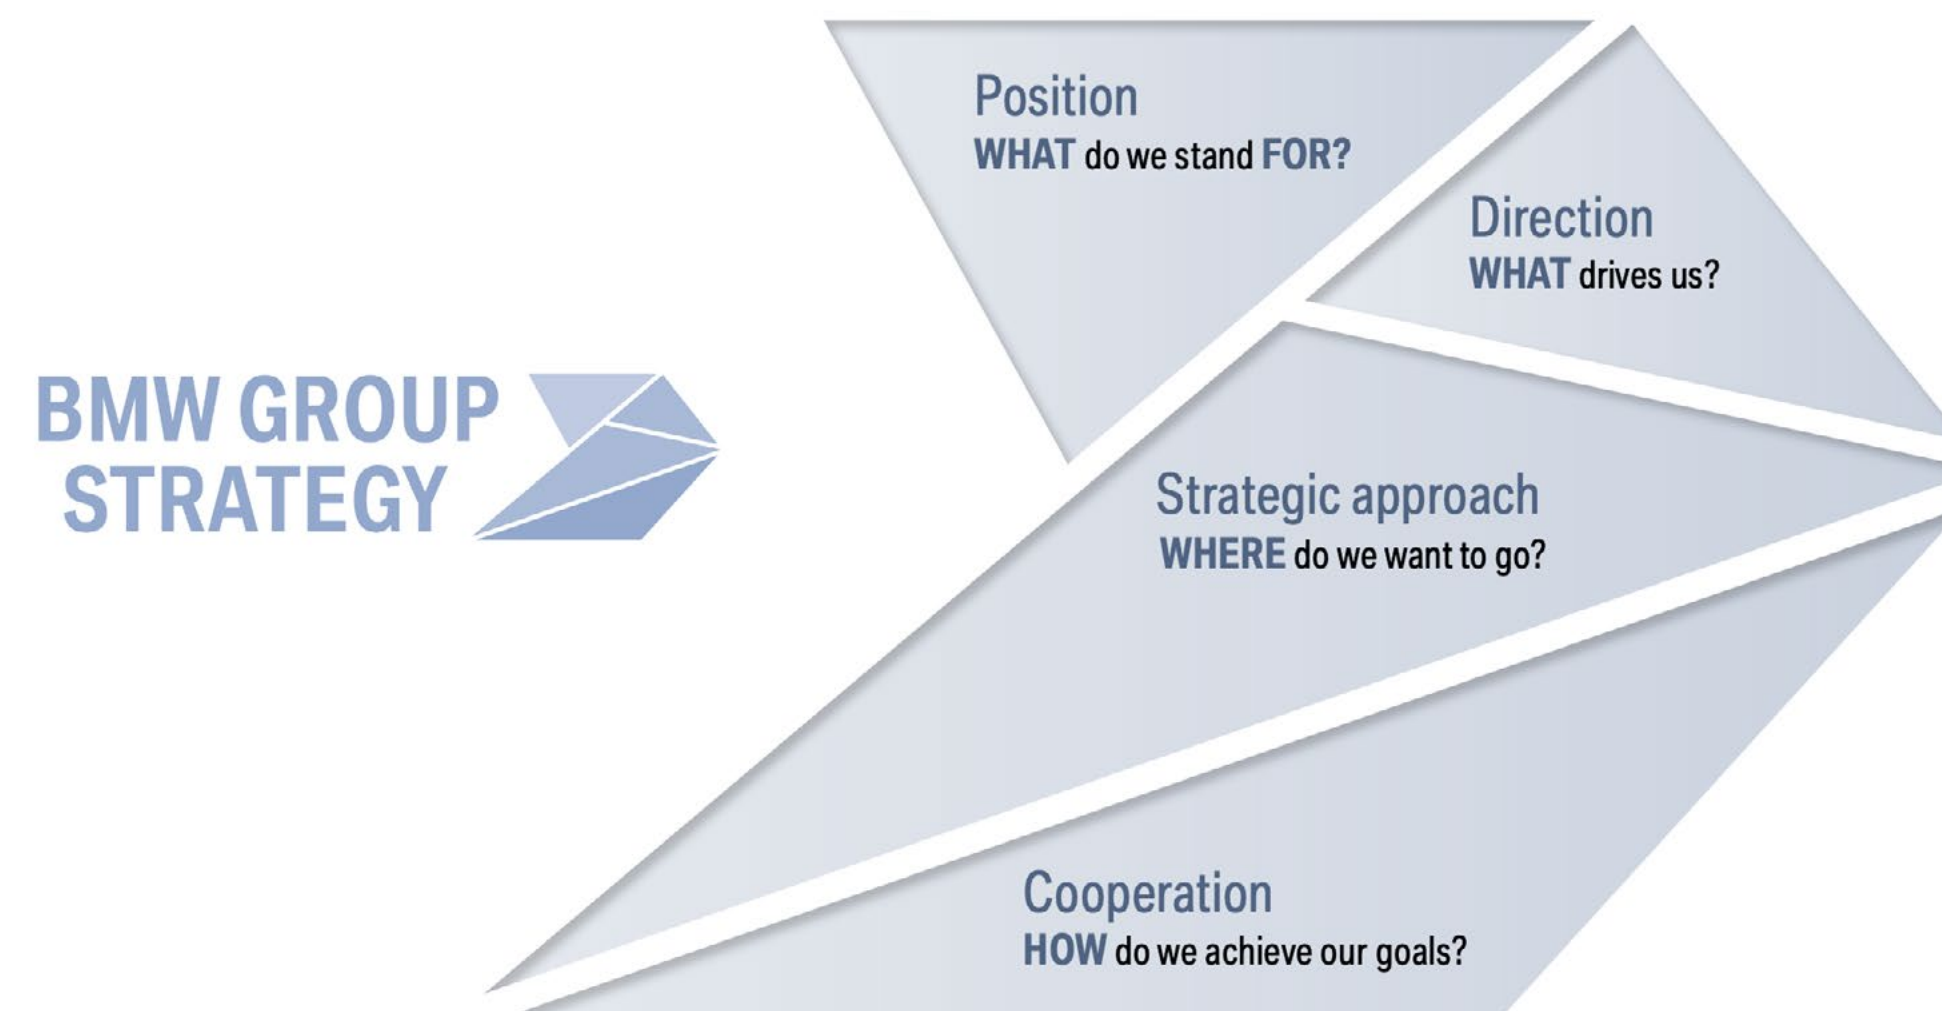 BMW GROUP
STRATEGY
Position
WHAT do we stand FOR?
Direction
WHAT drives us?
Strategic approach
WHERE do we want to go?
Cooperation
HOW do we achieve our goals?